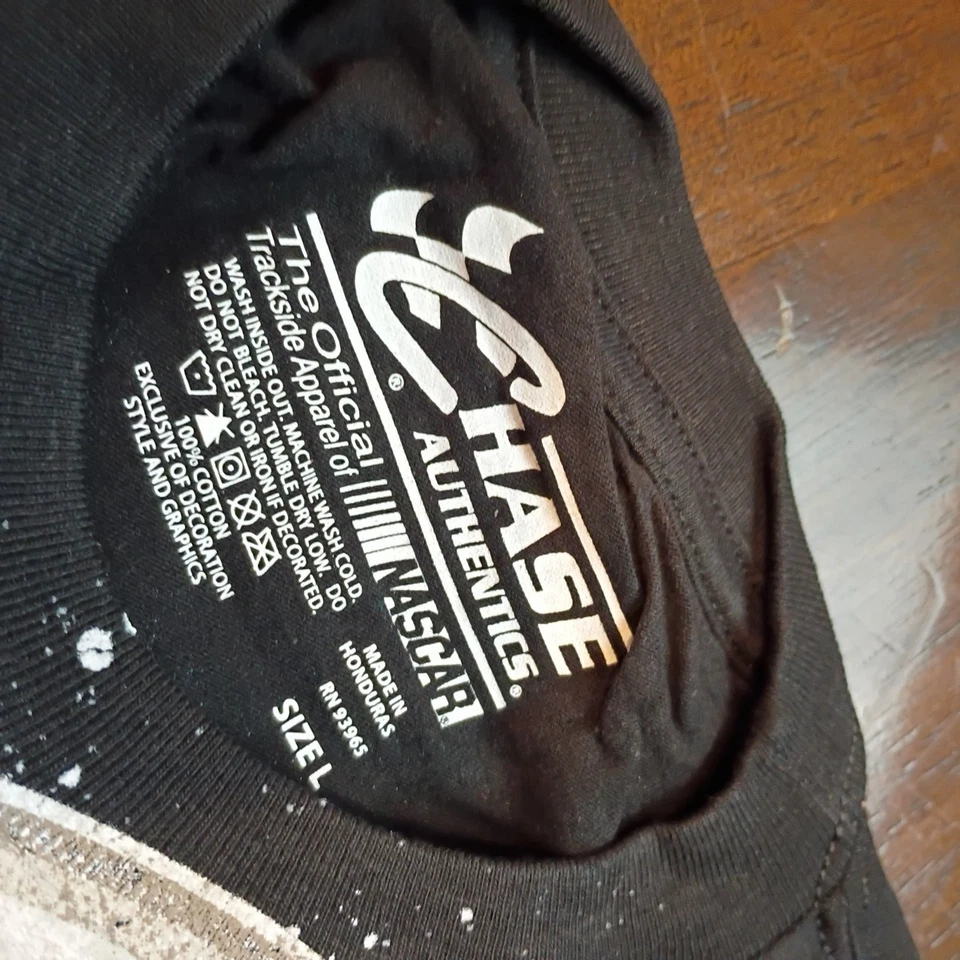 CHASE
AUTHENTICS®
®
The Official
Trackside Apparel of NASCAR®
WASH INSIDE OUT. MACHINE WASH COLD.
DO NOT BLEACH. TUMBLE DRY LOW. DO
NOT DRY CLEAN OR IRON IF DECORATED.
100% COTTON
EXCLUSIVE OF DECORATION
STYLE AND GRAPHICS
MADE IN
HONDURAS
RN 93965
SIZE L